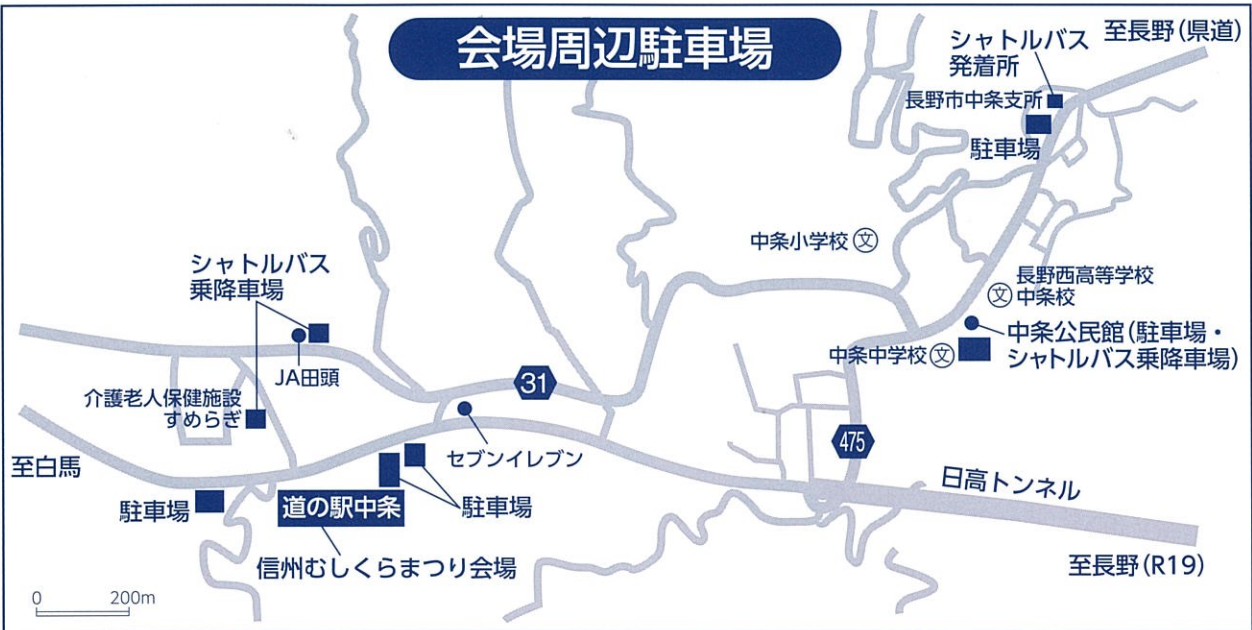 会場周辺駐車場
至長野(県道)
シャトルバス
発着所
長野市中条支所
駐車場
中条小学校 文
長野西高等学校
文 中条校
中条公民館(駐車場・
シャトルバス乗降車場)
中条中学校 文
シャトルバス
乗降車場
JA田頭
介護老人保健施設
すめらぎ
31
475
セブンイレブン
至白馬
駐車場
道の駅中条
駐車場
日高トンネル
信州むしくらまつり会場
至長野(R19)
0 200m